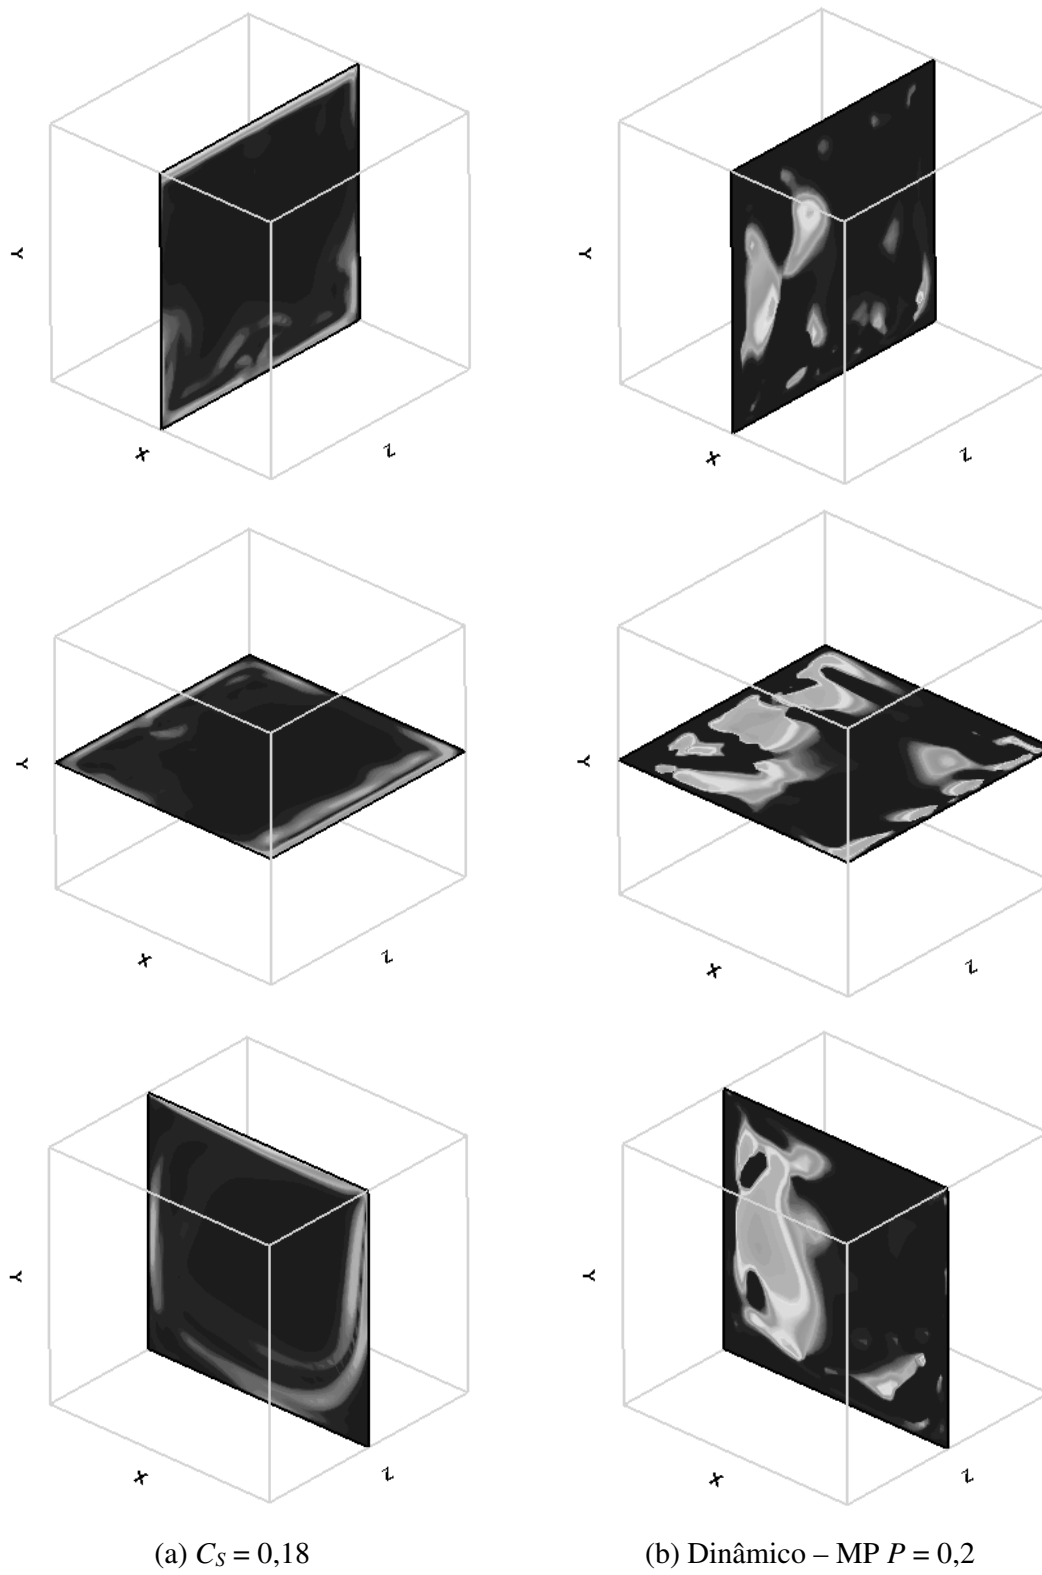 Y
X
Z
Y
X
Z
Y
X
Z
Y
X
Z
Y
X
Z
Y
X
Z
(a) C_S = 0,18
(b) Dinâmico – MP P = 0,2